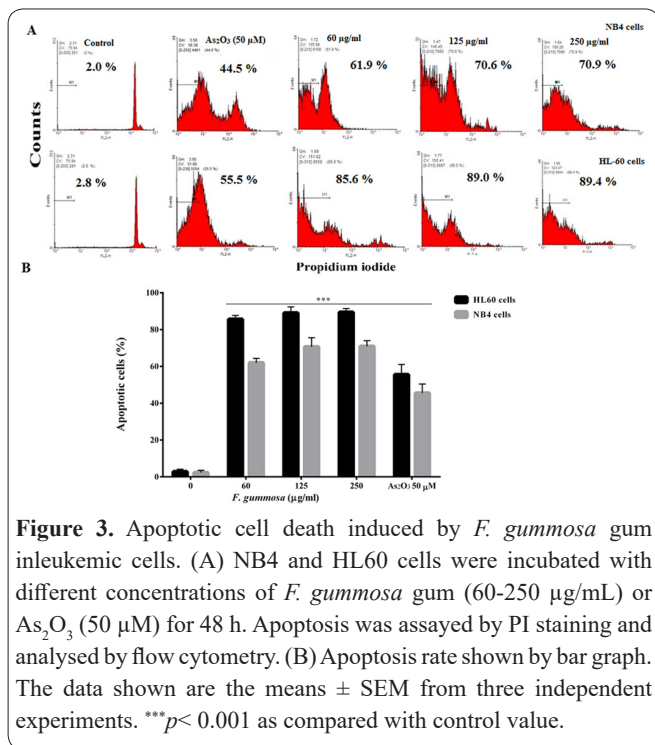 A
NB4 cells
Control
As₂O₃ (50 µM)
60 µg/ml
125 µg/ml
250 µg/ml
2.0 %
44.5 %
61.9 %
70.6 %
70.9 %
Counts
HL-60 cells
2.8 %
55.5 %
85.6 %
89.0 %
89.4 %
Propidium iodide
B
***
HL60 cells
NB4 cells
Apoptotic cells (%)
100
80
60
40
20
0
0 60 125 250 As₂O₃ 50 µM
F. gummosa (µg/ml)
Figure 3. Apoptotic cell death induced by F. gummosa gum
inleukemic cells. (A) NB4 and HL60 cells were incubated with
different concentrations of F. gummosa gum (60-250 µg/mL) or
As₂O₃ (50 µM) for 48 h. Apoptosis was assayed by PI staining and
analysed by flow cytometry. (B) Apoptosis rate shown by bar graph.
The data shown are the means ± SEM from three independent
experiments. ***p< 0.001 as compared with control value.